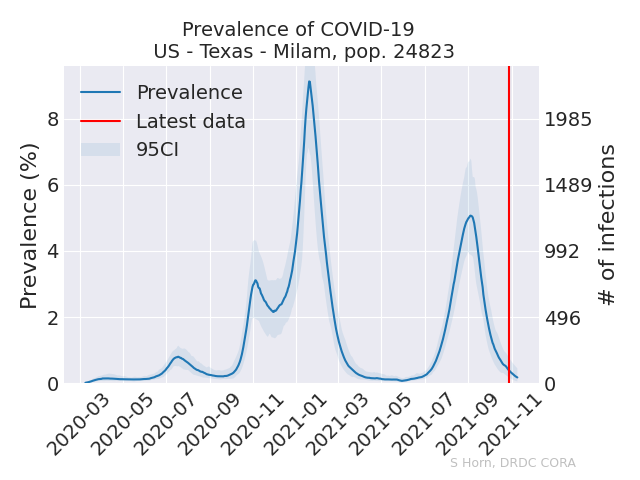 Prevalence of COVID-19
US - Texas - Milam, pop. 24823
Prevalence
Latest data
95CI
Prevalence (%)
8
6
4
2
0
1985
1489
992
496
0
# of infections
2020-03
2020-05
2020-07
2020-09
2020-11
2021-01
2021-03
2021-05
2021-07
2021-09
2021-11
S Horn, DRDC CORA